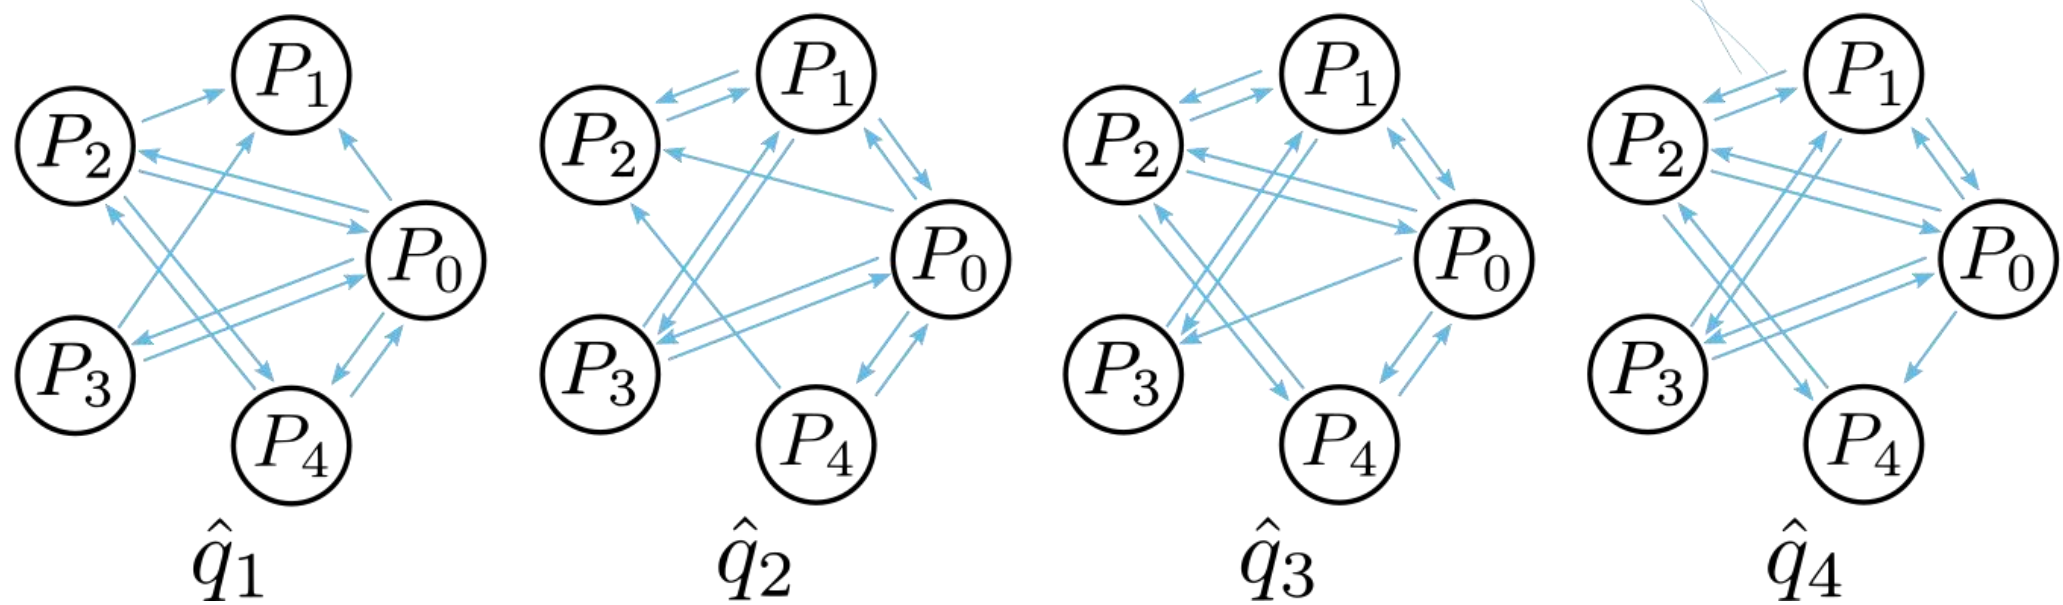 P₁ P₂ P₀ P₃ P₄
q̂₁
P₁ P₂ P₀ P₃ P₄
q̂₂
P₁ P₂ P₀ P₃ P₄
q̂₃
P₁ P₂ P₀ P₃ P₄
q̂₄